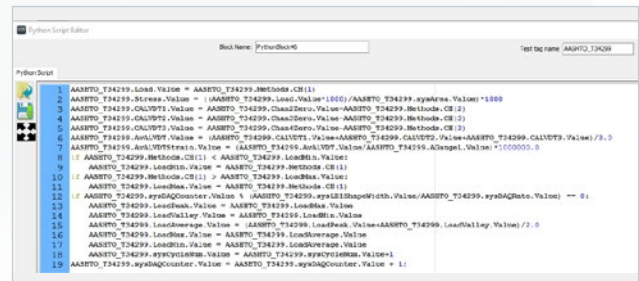 Python Script Editor
Block Name: PythonBlock#6
Test tag name AASHTO_T34299
Python Script
1 AASHTO_T34299.Load.Value = AASHTO_T34299.Methods.CH(1)
2 AASHTO_T34299.Stress.Value = ((AASHTO_T34299.Load.Value*1000)/AASHTO_T34299.sysArea.Value)*1000
3 AASHTO_T34299.CALVDT1.Value = AASHTO_T34299.Chan2Zero.Value-AASHTO_T34299.Methods.CH(2)
4 AASHTO_T34299.CALVDT2.Value = AASHTO_T34299.Chan3Zero.Value-AASHTO_T34299.Methods.CH(3)
5 AASHTO_T34299.CALVDT3.Value = AASHTO_T34299.Chan4Zero.Value-AASHTO_T34299.Methods.CH(3)
6 AASHTO_T34299.AvALVDT.Value = (AASHTO_T34299.CALVDT1.Value+AASHTO_T34299.CALVDT2.Value+AASHTO_T34299.CALVDT3.Value)/3.0
7 AASHTO_T34299.AvALVDTStrain.Value = (AASHTO_T34299.AvALVDT.Value/AASHTO_T34299.AGangeL.Value)*1000000.0
8 if AASHTO_T34299.Methods.CH(1) < AASHTO_T34299.LoadMin.Value:
9 AASHTO_T34299.LoadMin.Value = AASHTO_T34299.Methods.CH(1)
10 if AASHTO_T34299.Methods.CH(1) > AASHTO_T34299.LoadMax.Value:
11 AASHTO_T34299.LoadMax.Value = AASHTO_T34299.Methods.CH(1)
12 if AASHTO_T34299.sysDAQCounter.Value % (AASHTO_T34299.sysLD1ShapeWidth.Value/AASHTO_T34299.sysDAQRate.Value) == 0:
13 AASHTO_T34299.LoadPeak.Value = AASHTO_T34299.LoadMax.Value
14 AASHTO_T34299.LoadValley.Value = AASHTO_T34299.LoadMin.Value
15 AASHTO_T34299.LoadAverage.Value = (AASHTO_T34299.LoadPeak.Value+AASHTO_T34299.LoadValley.Value)/2.0
16 AASHTO_T34299.LoadMax.Value = AASHTO_T34299.LoadAverage.Value
17 AASHTO_T34299.LoadMin.Value = AASHTO_T34299.LoadAverage.Value
18 AASHTO_T34299.sysCycleNum.Value = AASHTO_T34299.sysCycleNum.Value+1
19 AASHTO_T34299.sysDAQCounter.Value = AASHTO_T34299.sysDAQCounter.Value + 1;